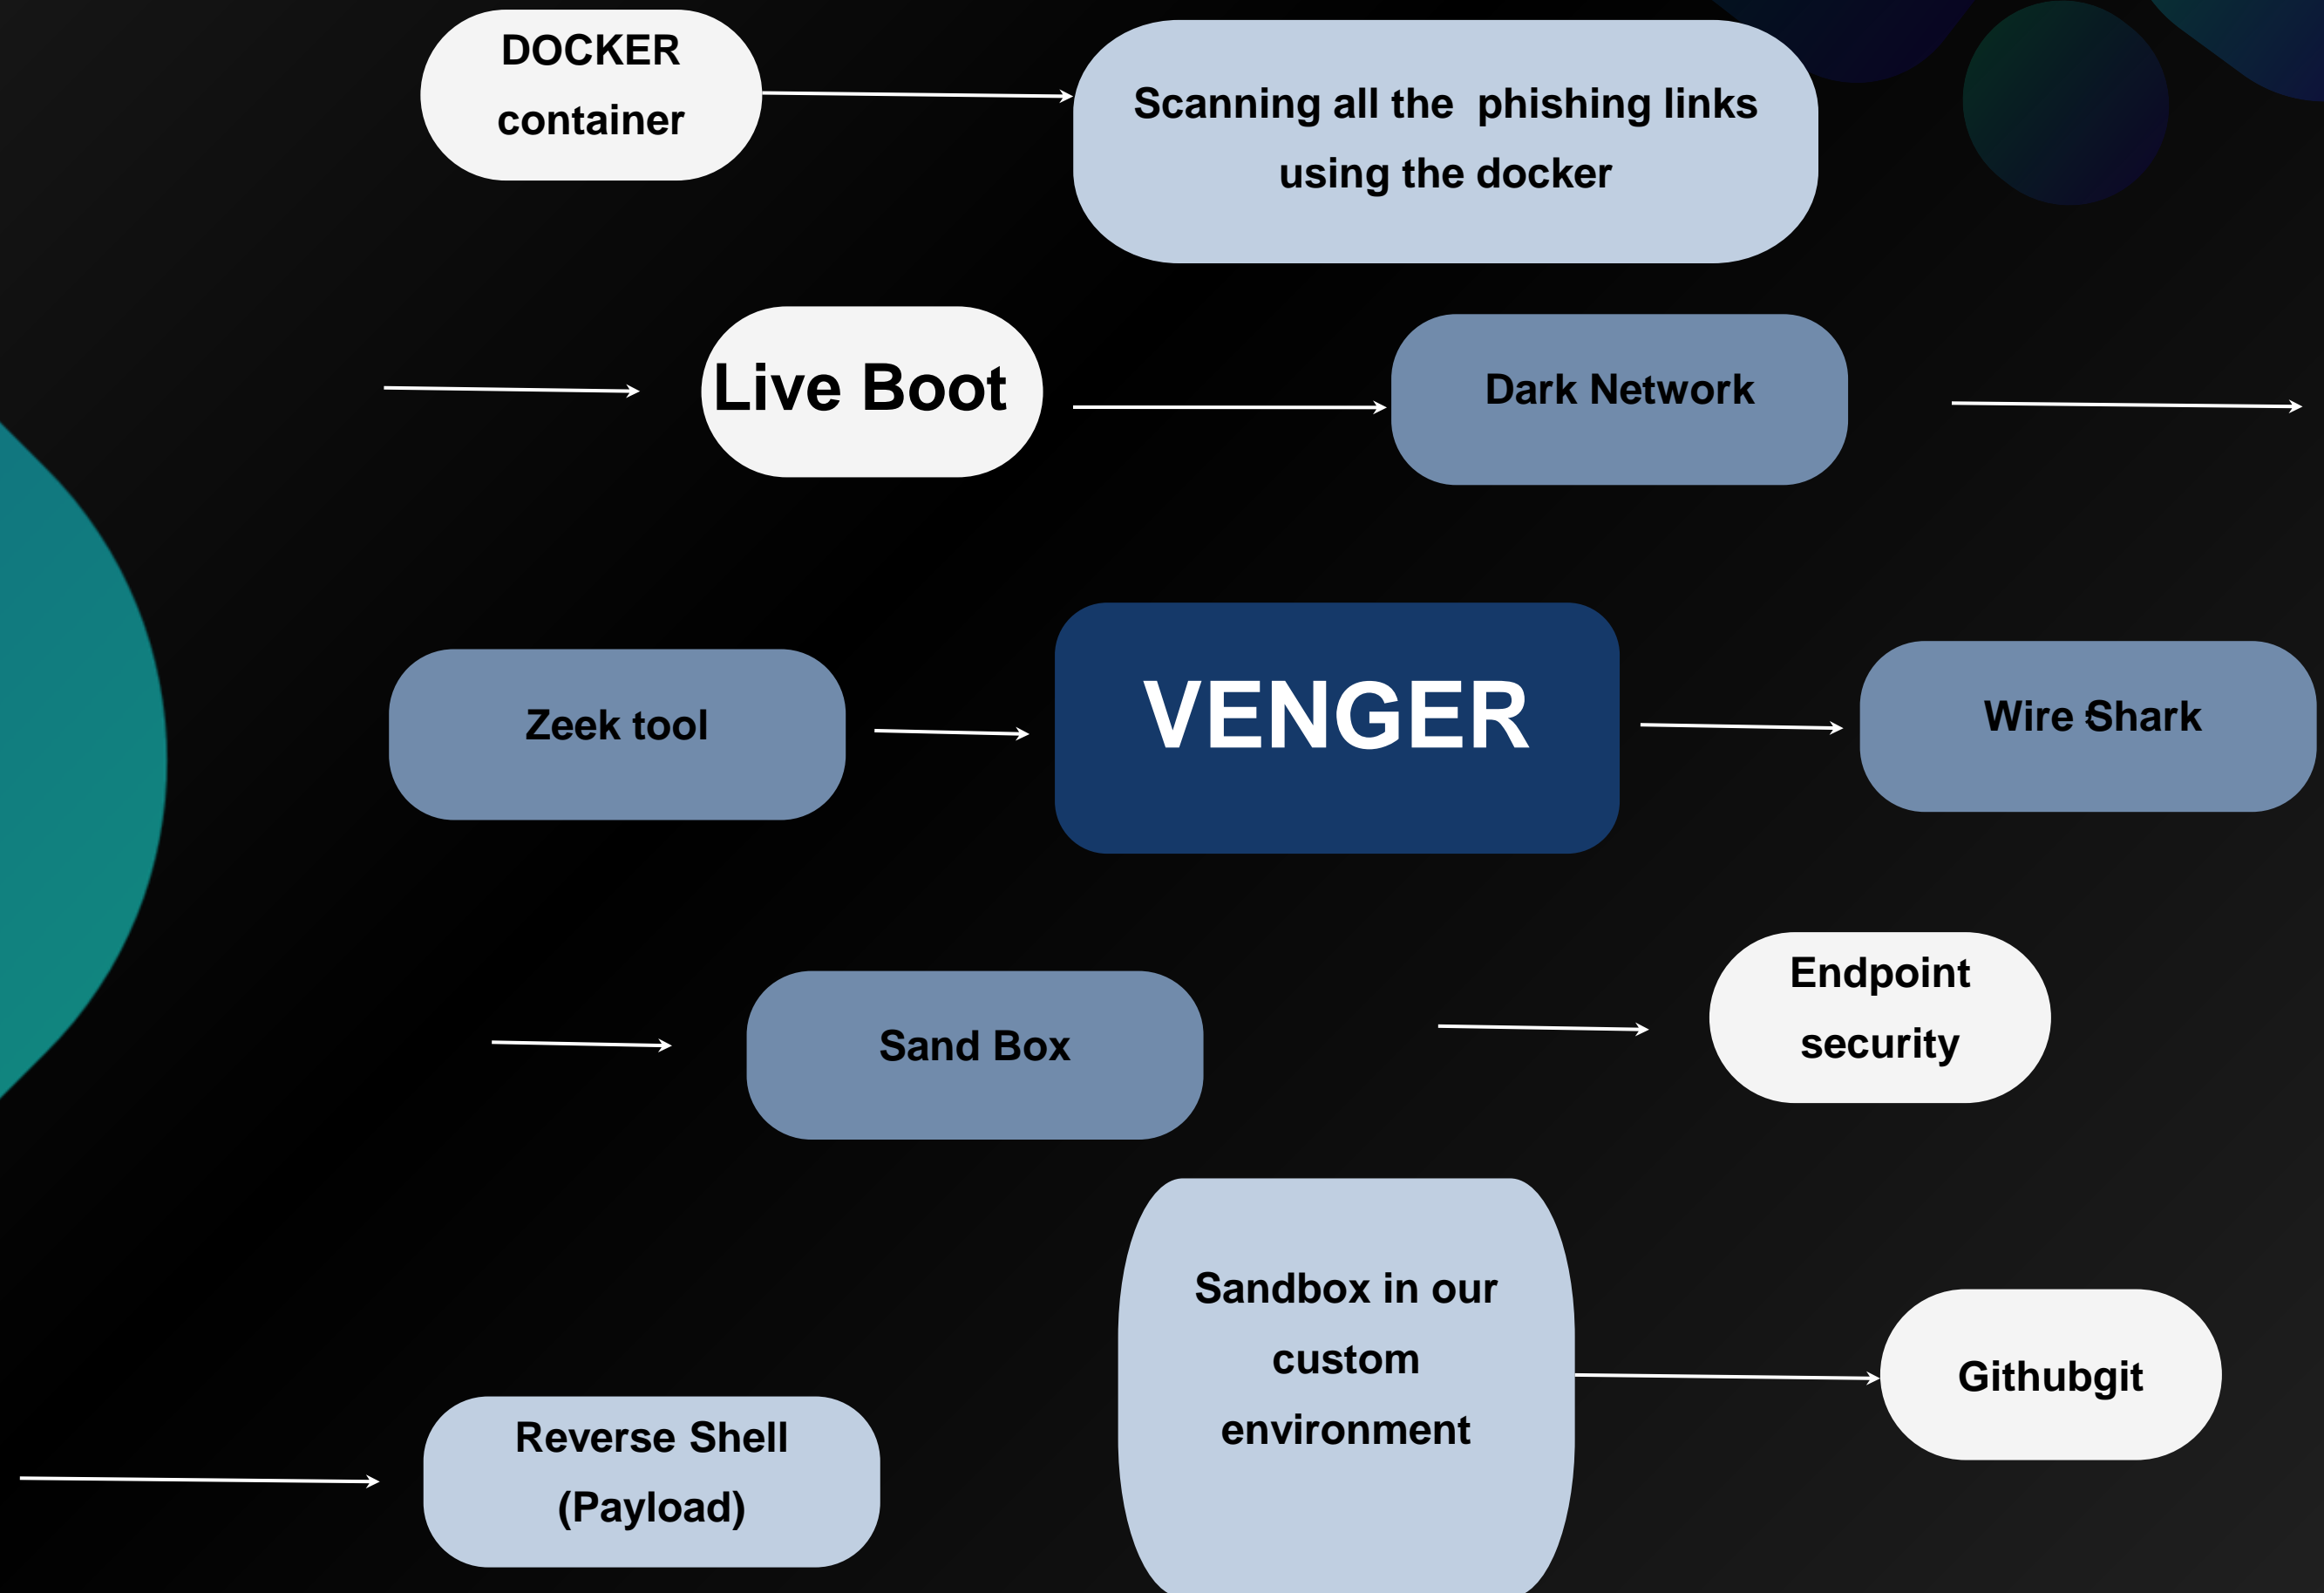 DOCKER
container
Scanning all the  phishing links
using the docker
Live Boot
Dark Network
Zeek tool
VENGER
Wire Shark
Sand Box
Endpoint
security
Sandbox in our
custom
environment
Githubgit
Reverse Shell
(Payload)